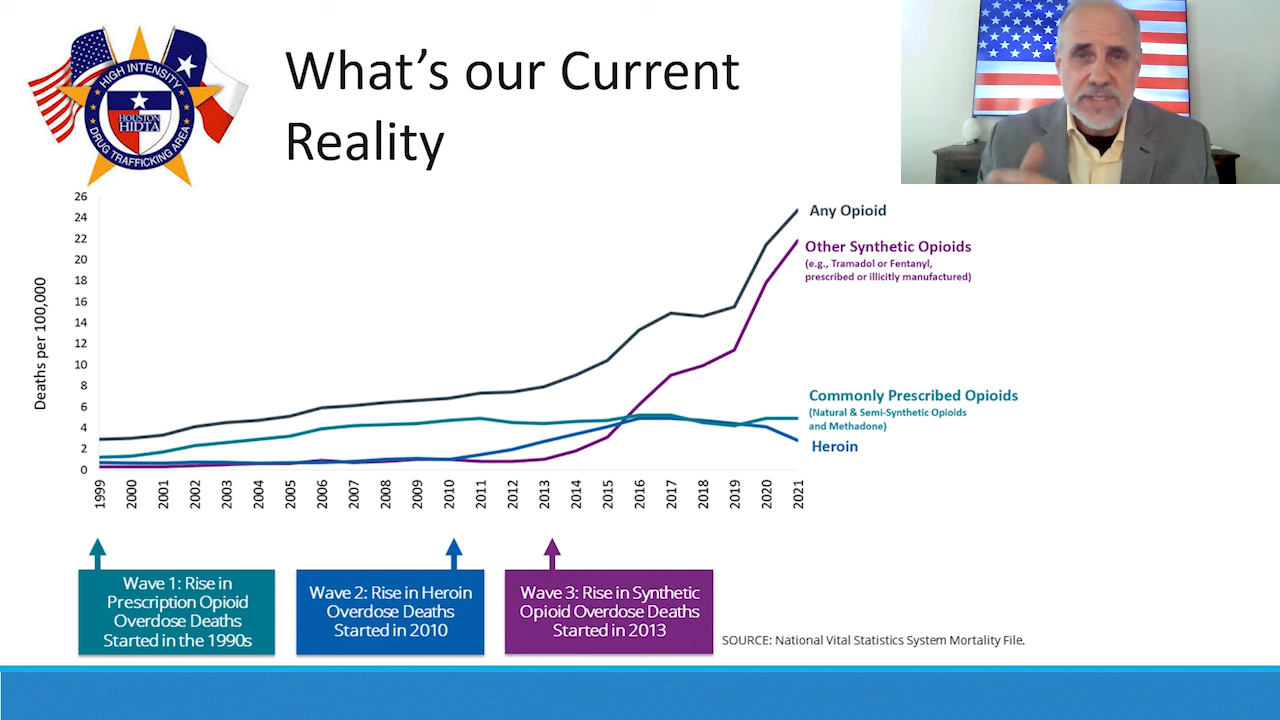 HIGH INTENSITY
HOUSTON
HIDTA
DRUG TRAFFICKING AREA
What's our Current
Reality
Deaths per 100,000
26
24
22
20
18
16
14
12
10
8
6
4
2
0
1999
2000
2001
2002
2003
2004
2005
2006
2007
2008
2009
2010
2011
2012
2013
2014
2015
2016
2017
2018
2019
2020
2021
Any Opioid
Other Synthetic Opioids
(e.g., Tramadol or Fentanyl,
prescribed or illicitly manufactured)
Commonly Prescribed Opioids
(Natural & Semi-Synthetic Opioids
and Methadone)
Heroin
Wave 1: Rise in
Prescription Opioid
Overdose Deaths
Started in the 1990s
Wave 2: Rise in Heroin
Overdose Deaths
Started in 2010
Wave 3: Rise in Synthetic
Opioid Overdose Deaths
Started in 2013
SOURCE: National Vital Statistics System Mortality File.